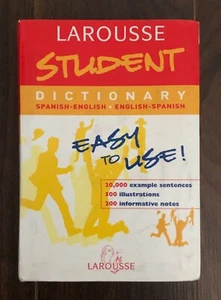 LAROUSSE
STUDENT
DICTIONARY
SPANISH-ENGLISH • ENGLISH-SPANISH
EASY
TO USE!
20,000 example sentences
500 illustrations
200 informative notes
LAROUSSE